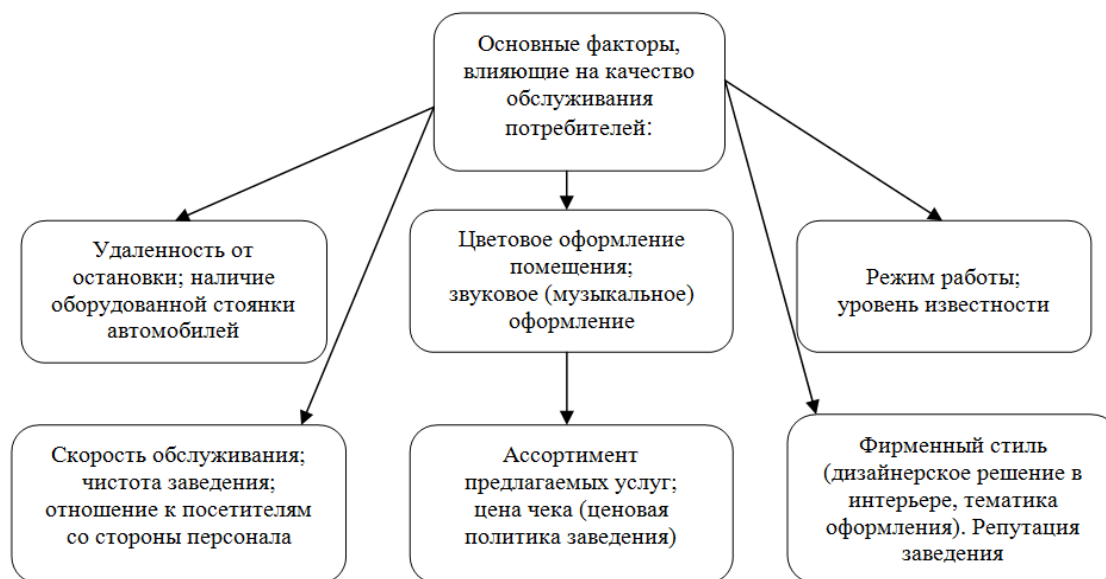 Основные факторы,
влияющие на качество
обслуживания
потребителей:
Удаленность от
остановки; наличие
оборудованной стоянки
автомобилей
Цветовое оформление
помещения;
звуковое (музыкальное)
оформление
Режим работы;
уровень известности
Скорость обслуживания;
чистота заведения;
отношение к посетителям
со стороны персонала
Ассортимент
предлагаемых услуг;
цена чека (ценовая
политика заведения)
Фирменный стиль
(дизайнерское решение в
интерьере, тематика
оформления). Репутация
заведения